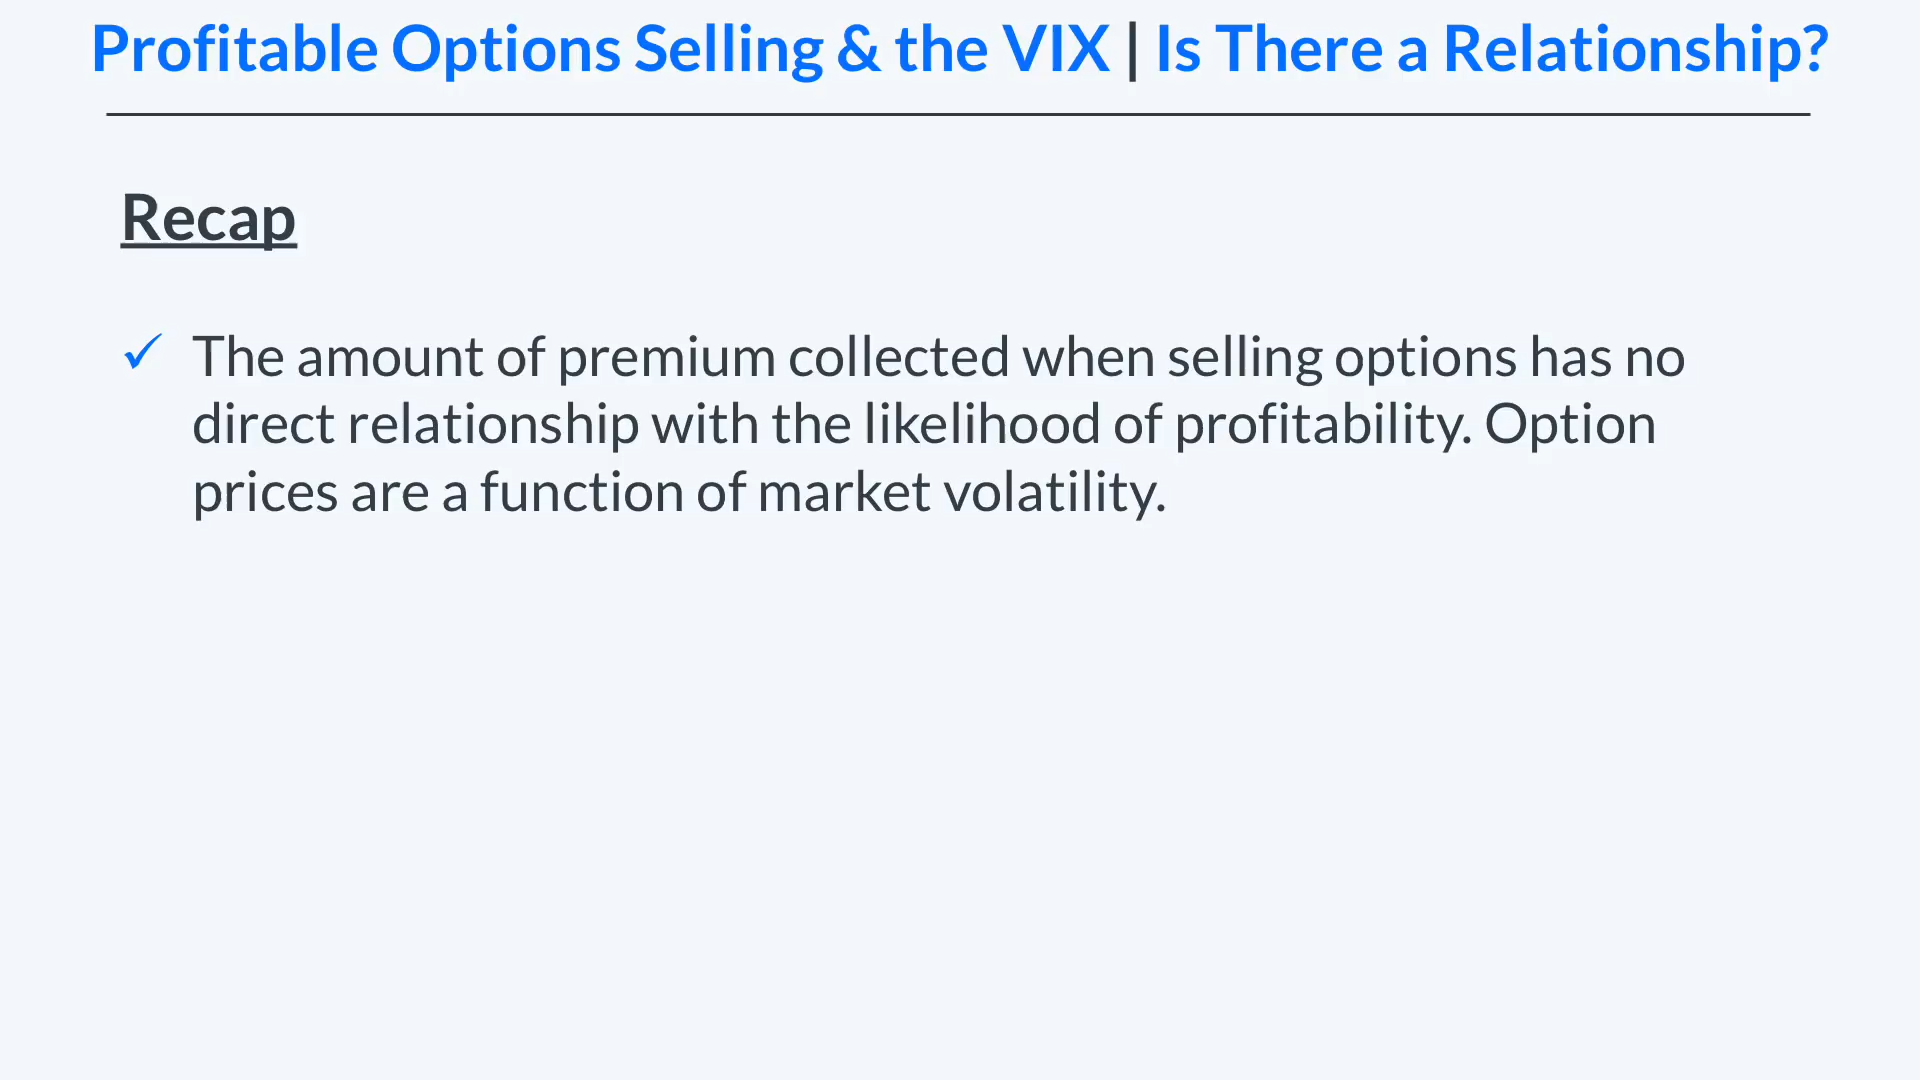 Profitable Options Selling & the VIX | Is There a Relationship?
Recap
✓ The amount of premium collected when selling options has no
direct relationship with the likelihood of profitability. Option
prices are a function of market volatility.